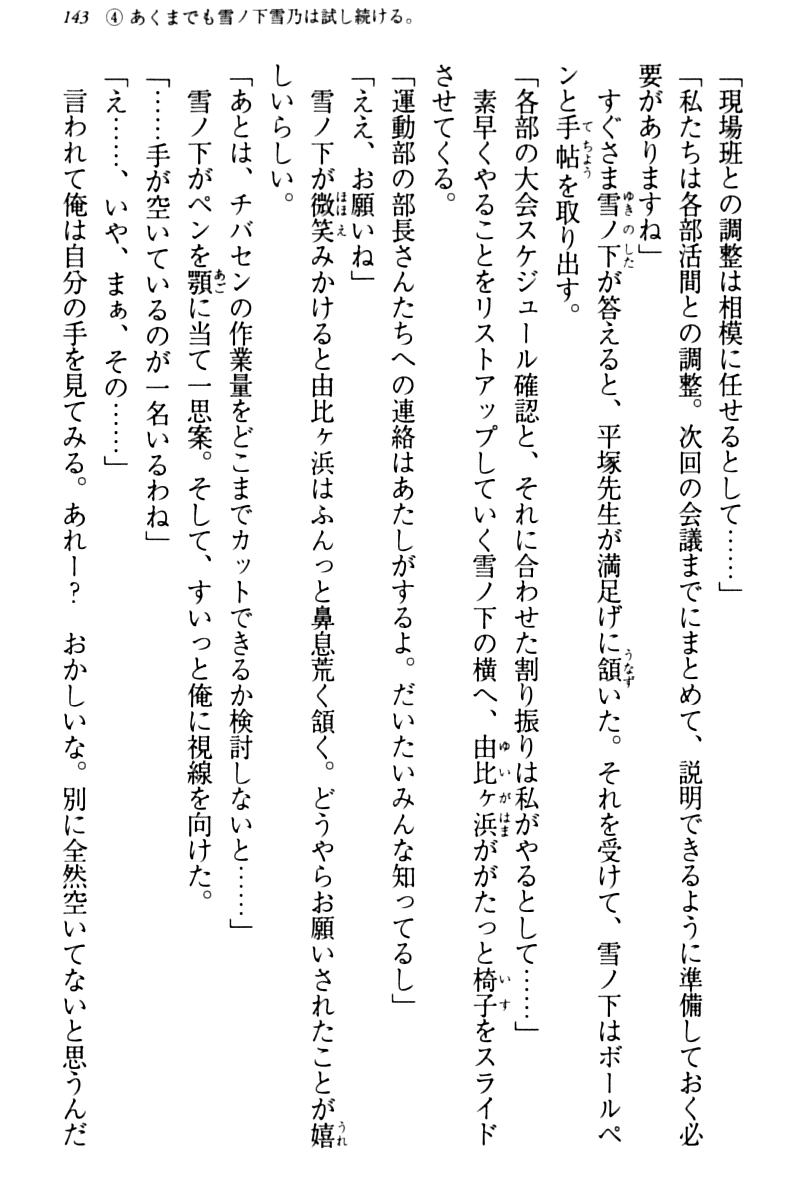 143 ④ あくまでも雪ノ下雪乃は試し続ける。
「現場班との調整は相模に任せるとして……」
「私たちは各部活間との調整。次回の会議までにまとめて、説明できるように準備しておく必
要がありますね」
　すぐさま雪ノ下が答えると、平塚先生が満足げに頷いた。それを受けて、雪ノ下はボールペ
ンと手帖を取り出す。
「各部の大会スケジュール確認と、それに合わせた割り振りは私がやるとして……」
　素早くやることをリストアップしていく雪ノ下の横へ、由比ヶ浜ががたっと椅子をスライド
させてくる。
「運動部の部長さんたちへの連絡はあたしがするよ。だいたいみんな知ってるし」
「ええ、お願いね」
　雪ノ下が微笑みかけると由比ヶ浜はふんっと鼻息荒く頷く。どうやらお願いされたことが嬉
しいらしい。
「あとは、チバセンの作業量をどこまでカットできるか検討しないと……」
　雪ノ下がペンを顎に当て一思案。そして、すいっと俺に視線を向けた。
「……手が空いているのが一名いるわね」
「え……、いや、まぁ、その……」
　言われて俺は自分の手を見てみる。あれー？　おかしいな。別に全然空いてないと思うんだ